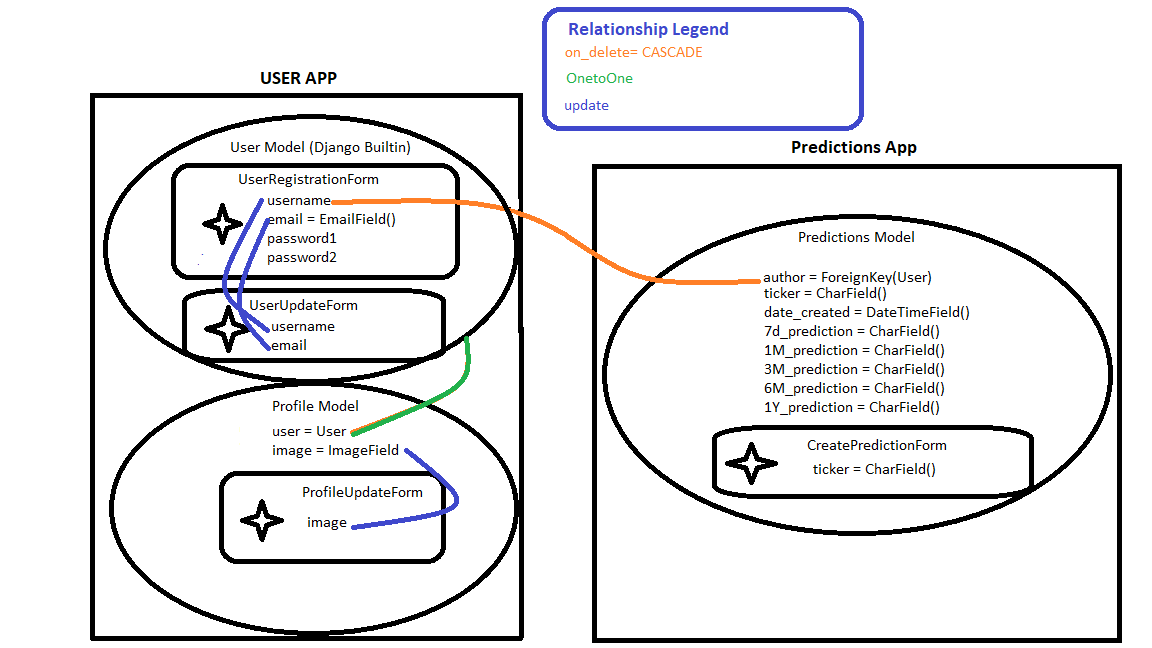 Relationship Legend
on_delete= CASCADE
OnetoOne
update
USER APP
User Model (Django Builtin)
UserRegistrationForm
username
email = EmailField()
password1
password2
UserUpdateForm
username
email
Profile Model
user = User
image = ImageField
ProfileUpdateForm
image
Predictions App
Predictions Model
author = ForeignKey(User)
ticker = CharField()
date_created = DateTimeField()
7d_prediction = CharField()
1M_prediction = CharField()
3M_prediction = CharField()
6M_prediction = CharField()
1Y_prediction = CharField()
CreatePredictionForm
ticker = CharField()